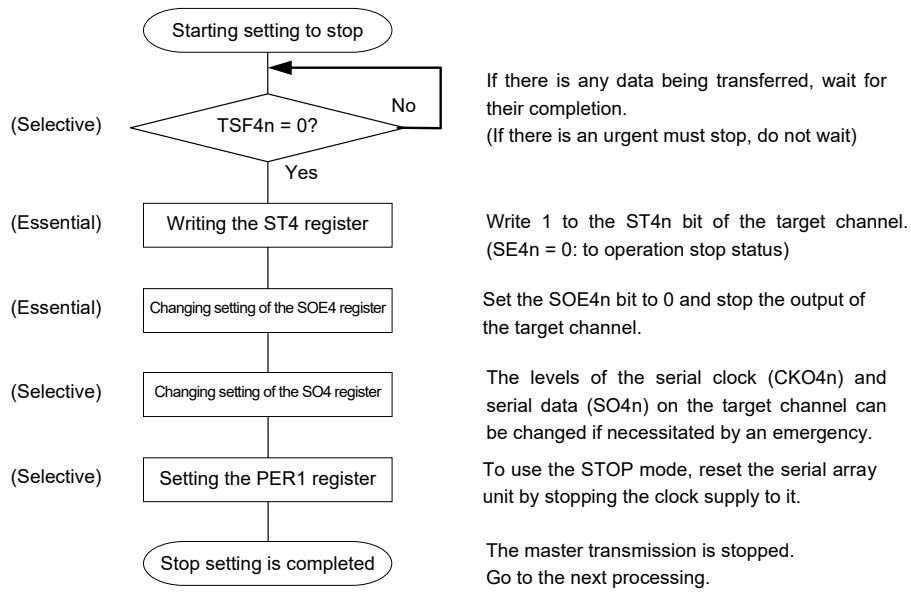 Starting setting to stop
(Selective)
TSF4n = 0?
No
Yes
If there is any data being transferred, wait for
their completion.
(If there is an urgent must stop, do not wait)
(Essential)
Writing the ST4 register
Write 1 to the ST4n bit of the target channel.
(SE4n = 0: to operation stop status)
(Essential)
Changing setting of the SOE4 register
Set the SOE4n bit to 0 and stop the output of
the target channel.
(Selective)
Changing setting of the SO4 register
The levels of the serial clock (CKO4n) and
serial data (SO4n) on the target channel can
be changed if necessitated by an emergency.
(Selective)
Setting the PER1 register
To use the STOP mode, reset the serial array
unit by stopping the clock supply to it.
Stop setting is completed
The master transmission is stopped.
Go to the next processing.